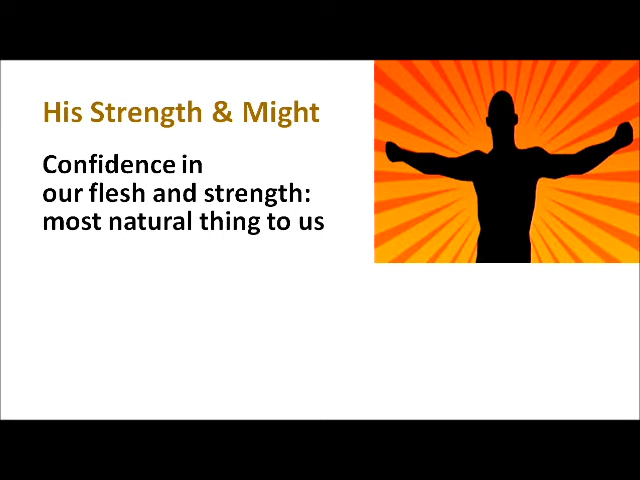 His Strength & Might
Confidence in
our flesh and strength:
most natural thing to us